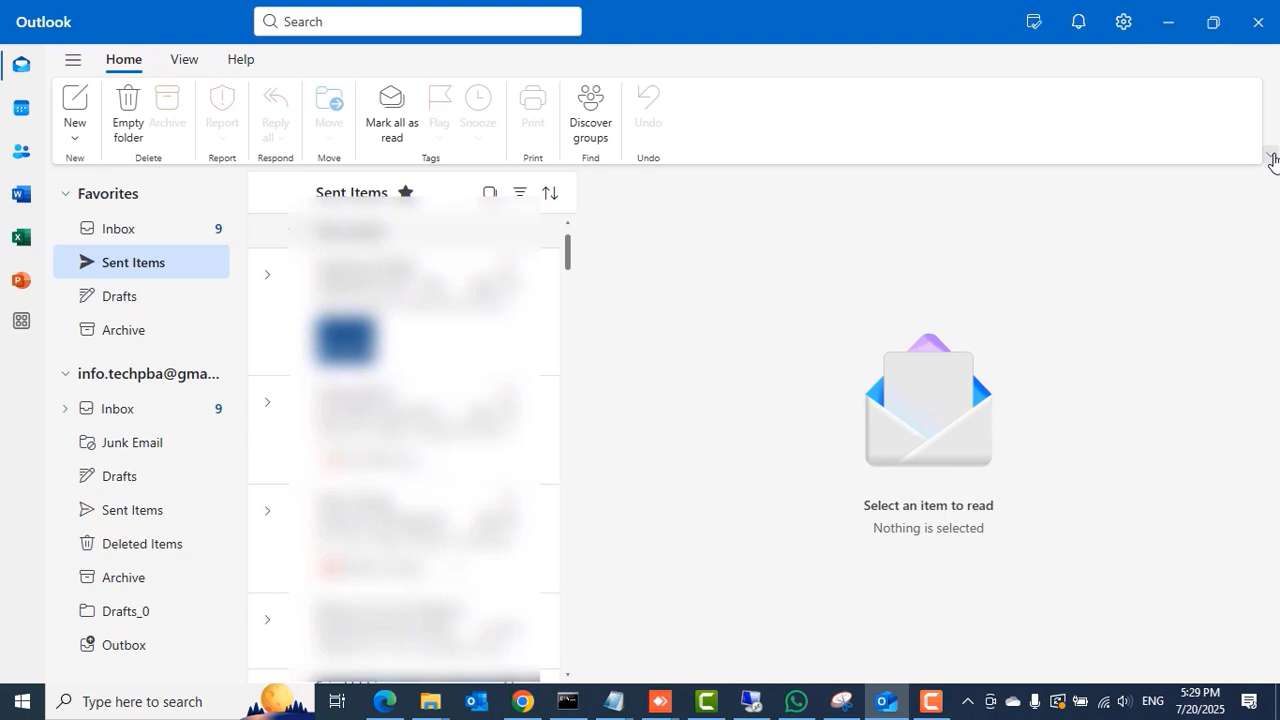 Outlook
Search
Home View Help
New
Empty folder
Archive
Report
Reply all
Move
Mark all as read
Flag
Snooze
Print
Discover groups
Undo
New Delete Report Respond Move Tags Print Find Undo
Favorites
Inbox 9
Sent Items
Drafts
Archive
info.techpba@gma...
Inbox 9
Junk Email
Drafts
Sent Items
Deleted Items
Archive
Drafts_0
Outbox
Sent Items
Select an item to read
Nothing is selected
Type here to search
ENG
5:29 PM
7/20/2025